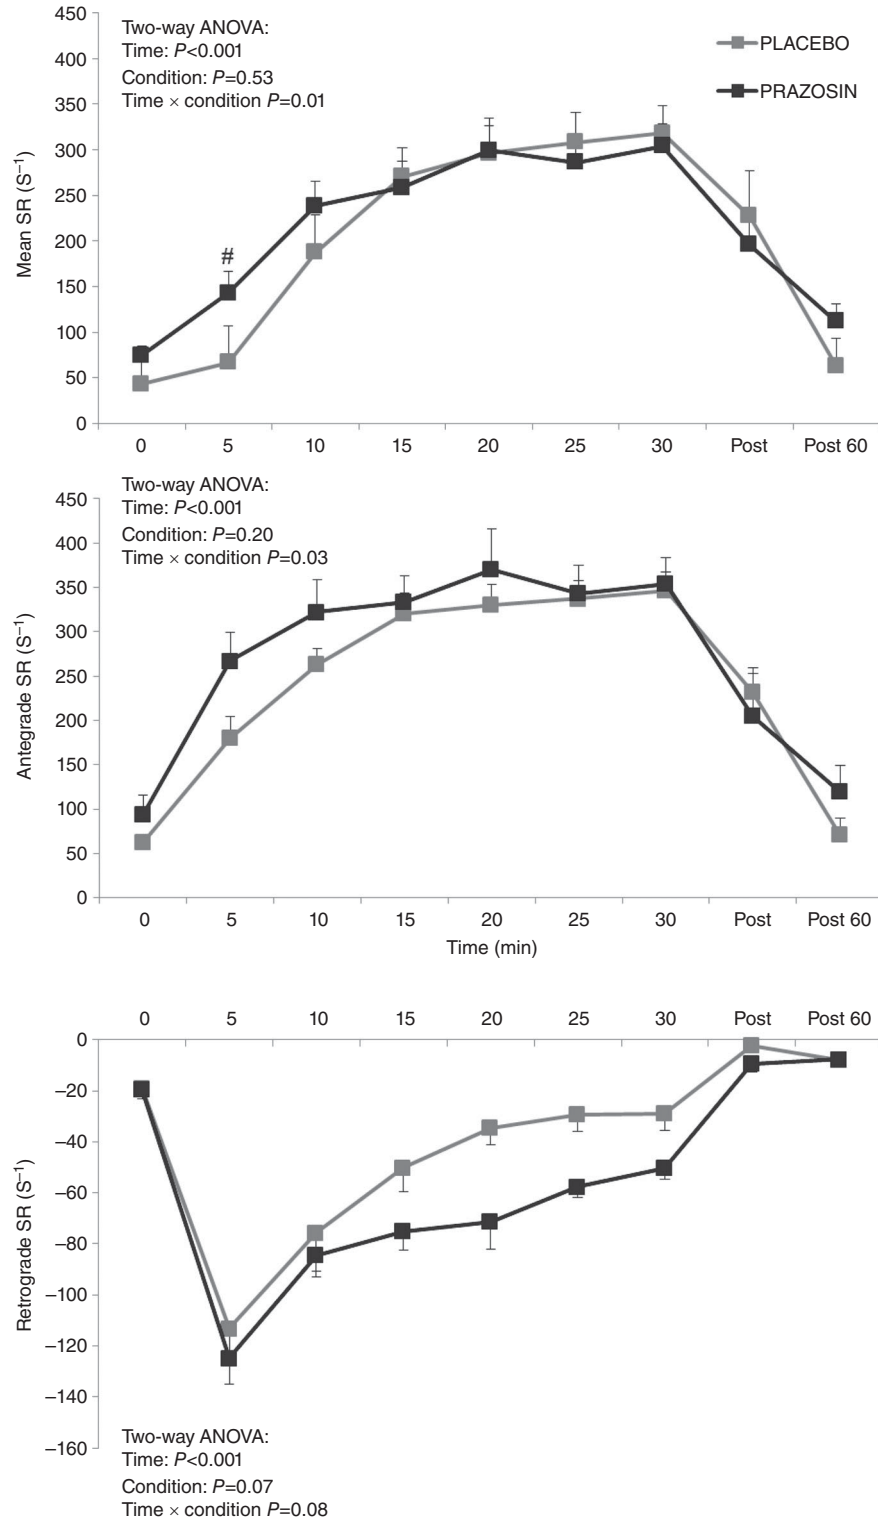 450
400
350
300
250
200
150
100
50
0
Mean SR (S⁻¹)
Two-way ANOVA:
Time: P<0.001
Condition: P=0.53
Time × condition P=0.01
PLACEBO
PRAZOSIN
#
0 5 10 15 20 25 30 Post Post 60
450
400
350
300
250
200
150
100
50
0
Antegrade SR (S⁻¹)
Two-way ANOVA:
Time: P<0.001
Condition: P=0.20
Time × condition P=0.03
0 5 10 15 20 25 30 Post Post 60
Time (min)
0 5 10 15 20 25 30 Post Post 60
0
−20
−40
−60
−80
−100
−120
−140
−160
Retrograde SR (S⁻¹)
Two-way ANOVA:
Time: P<0.001
Condition: P=0.07
Time × condition P=0.08